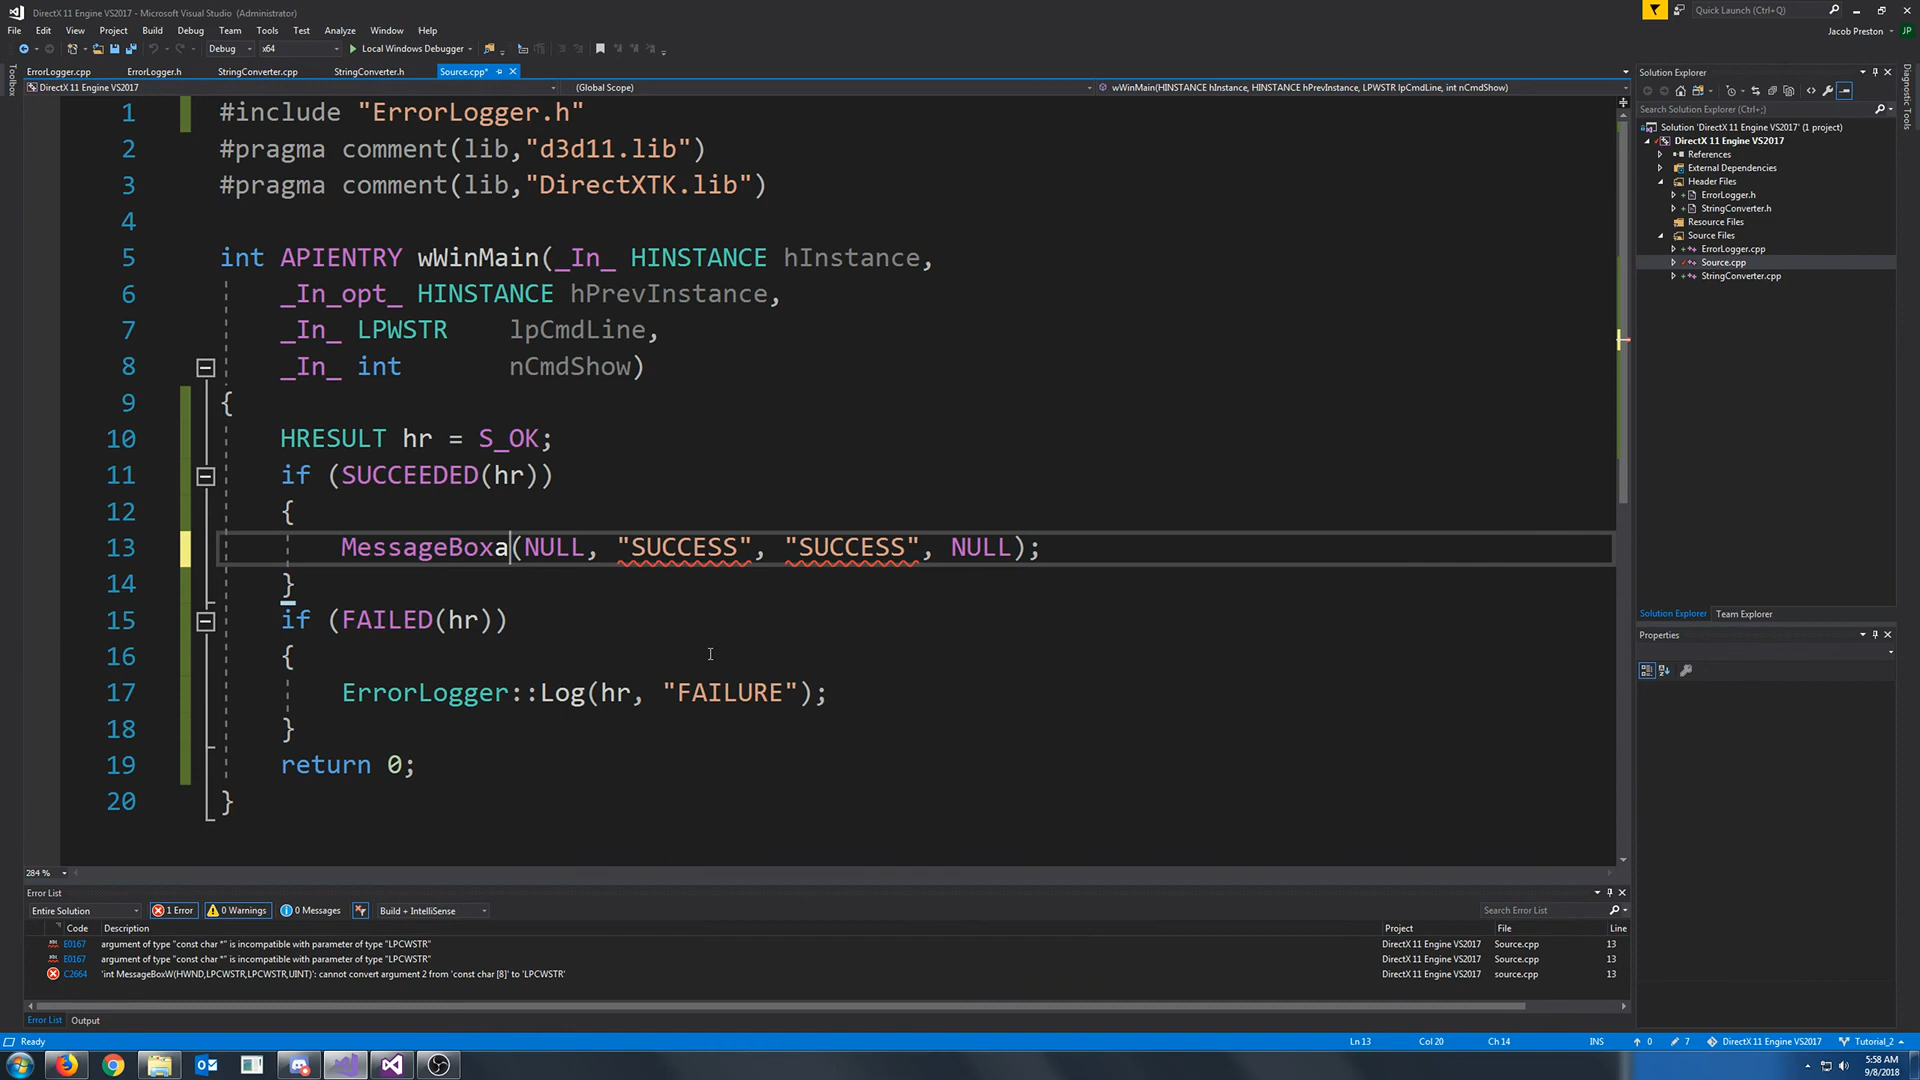 DirectX 11 Engine VS2017 - Microsoft Visual Studio (Administrator)
Quick Launch (Ctrl+Q)
File Edit View Project Build Debug Team Tools Test Analyze Window Help
Jacob Preston JP
Debug x64 Local Windows Debugger
Toolbox
ErrorLogger.cpp ErrorLogger.h StringConverter.cpp StringConverter.h Source.cpp*
DirectX 11 Engine VS2017 (Global Scope) wWinMain(HINSTANCE hInstance, HINSTANCE hPrevInstance, LPWSTR lpCmdLine, int nCmdShow)
1 #include "ErrorLogger.h"
2 #pragma comment(lib,"d3d11.lib")
3 #pragma comment(lib,"DirectXTK.lib")
4
5 int APIENTRY wWinMain(_In_ HINSTANCE hInstance,
6 _In_opt_ HINSTANCE hPrevInstance,
7 _In_ LPWSTR lpCmdLine,
8 _In_ int nCmdShow)
9 {
10 HRESULT hr = S_OK;
11 if (SUCCEEDED(hr))
12 {
13 MessageBoxa(NULL, "SUCCESS", "SUCCESS", NULL);
14 }
15 if (FAILED(hr))
16 {
17 ErrorLogger::Log(hr, "FAILURE");
18 }
19 return 0;
20 }
284 %
Solution Explorer
Search Solution Explorer (Ctrl+;)
Solution 'DirectX 11 Engine VS2017' (1 project)
DirectX 11 Engine VS2017
References
External Dependencies
Header Files
ErrorLogger.h
StringConverter.h
Resource Files
Source Files
ErrorLogger.cpp
Source.cpp
StringConverter.cpp
Solution Explorer Team Explorer
Properties
Diagnostic Tools
Error List
Entire Solution 1 Error 0 Warnings 0 Messages Build + IntelliSense Search Error List
Code Description Project File Line
E0167 argument of type "const char *" is incompatible with parameter of type "LPCWSTR" DirectX 11 Engine VS2017 Source.cpp 13
E0167 argument of type "const char *" is incompatible with parameter of type "LPCWSTR" DirectX 11 Engine VS2017 Source.cpp 13
C2664 'int MessageBoxW(HWND,LPCWSTR,LPCWSTR,UINT)': cannot convert argument 2 from 'const char [8]' to 'LPCWSTR' DirectX 11 Engine VS2017 source.cpp 13
Error List Output
Ready Ln 13 Col 20 Ch 14 INS 0 7 DirectX 11 Engine VS2017 Tutorial_2
5:58 AM
9/8/2018